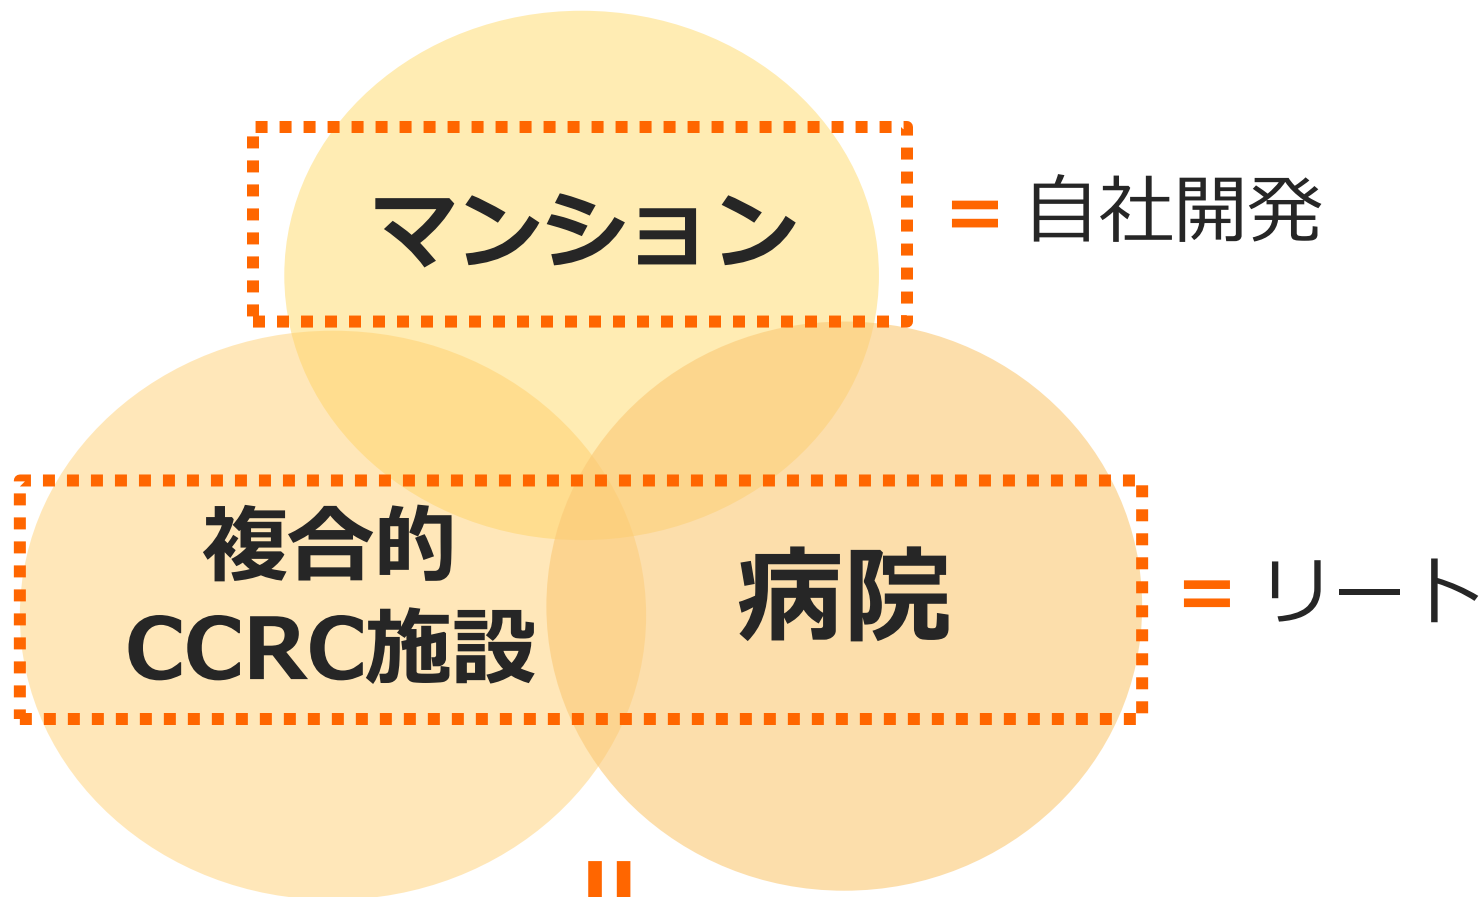 マンション
= 自社開発
複合的
CCRC施設
病院
= リート
=